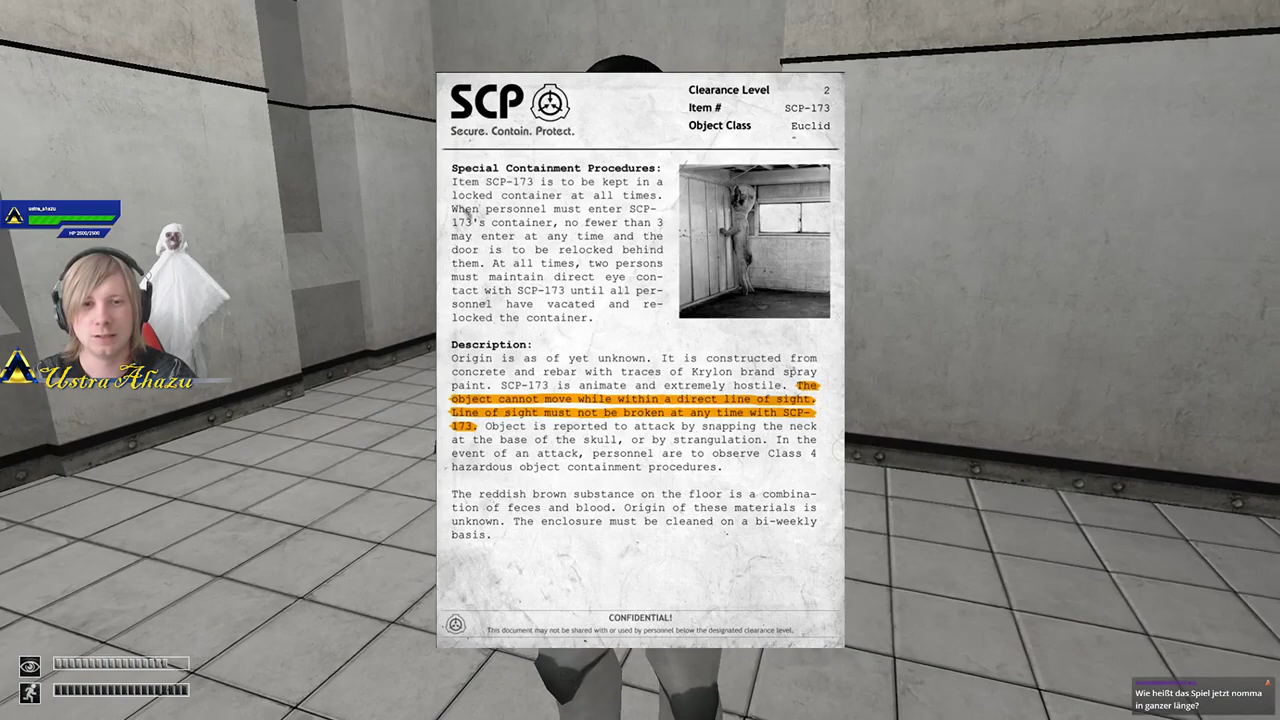 SCP
Secure. Contain. Protect.
Clearance Level 2
Item # SCP-173
Object Class Euclid
Special Containment Procedures:
Item SCP-173 is to be kept in a
locked container at all times.
When personnel must enter SCP-
173's container, no fewer than 3
may enter at any time and the
door is to be relocked behind
them. At all times, two persons
must maintain direct eye con-
tact with SCP-173 until all per-
sonnel have vacated and re-
locked the container.
Description:
Origin is as of yet unknown. It is constructed from
concrete and rebar with traces of Krylon brand spray
paint. SCP-173 is animate and extremely hostile. The
object cannot move while within a direct line of sight.
Line of sight must not be broken at any time with SCP-
173. Object is reported to attack by snapping the neck
at the base of the skull, or by strangulation. In the
event of an attack, personnel are to observe Class 4
hazardous object containment procedures.
The reddish brown substance on the floor is a combina-
tion of feces and blood. Origin of these materials is
unknown. The enclosure must be cleaned on a bi-weekly
basis.
CONFIDENTIAL!
This document may not be shared with or used by personnel below the designated clearance level.
ustra_ahazu
HP 2500/2500
Ustra Ahazu
Wie heißt das Spiel jetzt nomma
in ganzer länge?